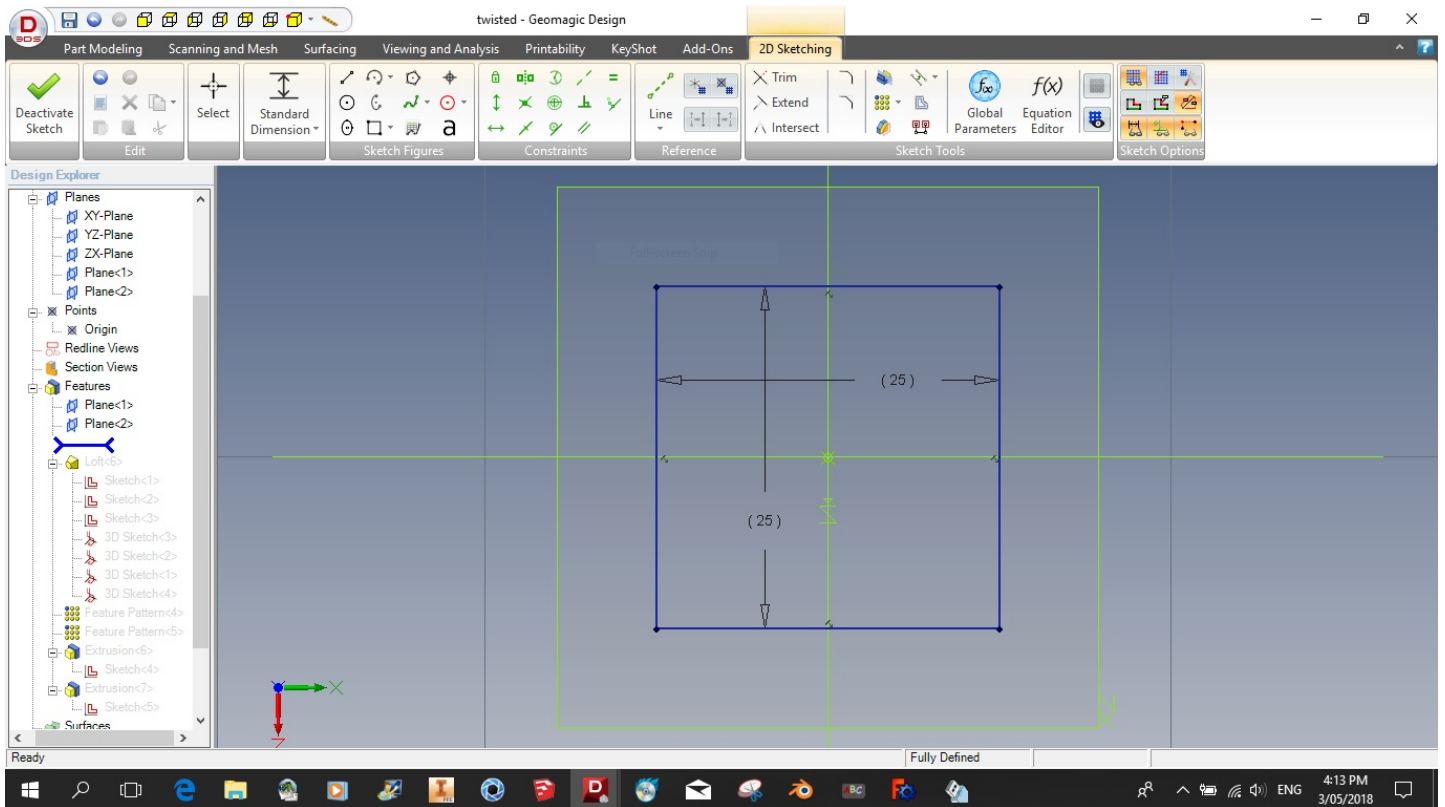 twisted - Geomagic Design
D
3DS
Part Modeling Scanning and Mesh Surfacing Viewing and Analysis Printability KeyShot Add-Ons 2D Sketching
Deactivate Sketch
Edit
Select
Standard Dimension
Sketch Figures
Constraints
Line
Reference
Trim
Extend
Intersect
Global Parameters
f(x)
Equation Editor
Sketch Tools
Sketch Options
Design Explorer
Planes
XY-Plane
YZ-Plane
ZX-Plane
Plane<1>
Plane<2>
Points
Origin
Redline Views
Section Views
Features
Plane<1>
Plane<2>
Loft<6>
Sketch<1>
Sketch<2>
Sketch<3>
3D Sketch<3>
3D Sketch<2>
3D Sketch<1>
3D Sketch<4>
Feature Pattern<4>
Feature Pattern<5>
Extrusion<6>
Sketch<4>
Extrusion<7>
Sketch<5>
Surfaces
Full-screen Snip
( 25 )
( 25 )
X
Z
Ready
Fully Defined
ENG
4:13 PM
3/05/2018